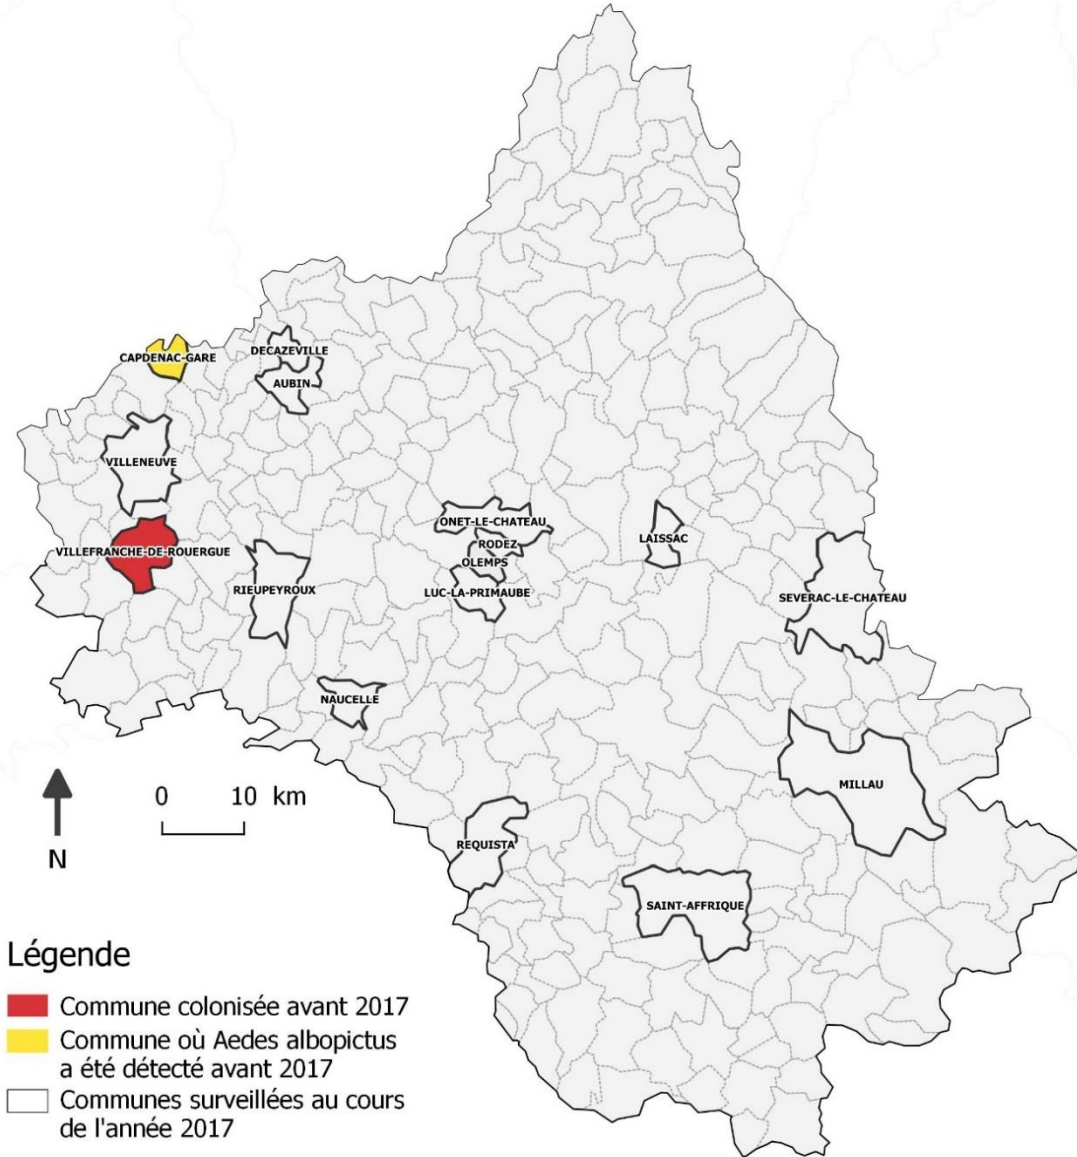 CAPDENAC-GARE
DECAZEVILLE
AUBIN
VILLENEUVE
ONET-LE-CHATEAU
RODEZ
LAISSAC
VILLEFRANCHE-DE-ROUERGUE
OLEMPS
RIEUPEYROUX
LUC-LA-PRIMAUBE
SEVERAC-LE-CHATEAU
NAUCELLE
MILLAU
0 10 km
N
REQUISTA
SAINT-AFFRIQUE
Légende
Commune colonisée avant 2017
Commune où Aedes albopictus
a été détecté avant 2017
Communes surveillées au cours
de l'année 2017